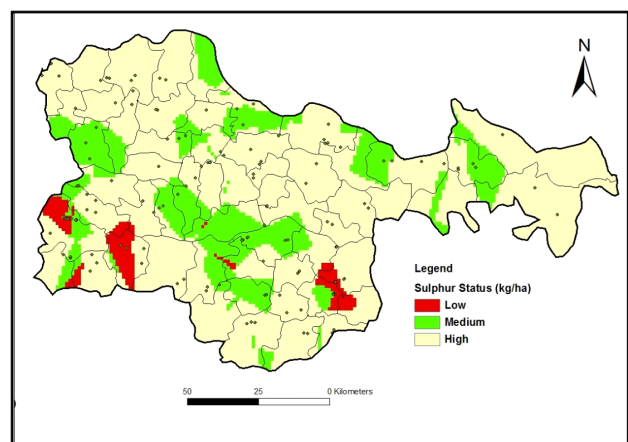 N
Legend
Sulphur Status (kg/ha)
Low
Medium
High
50 25 0 Kilometers